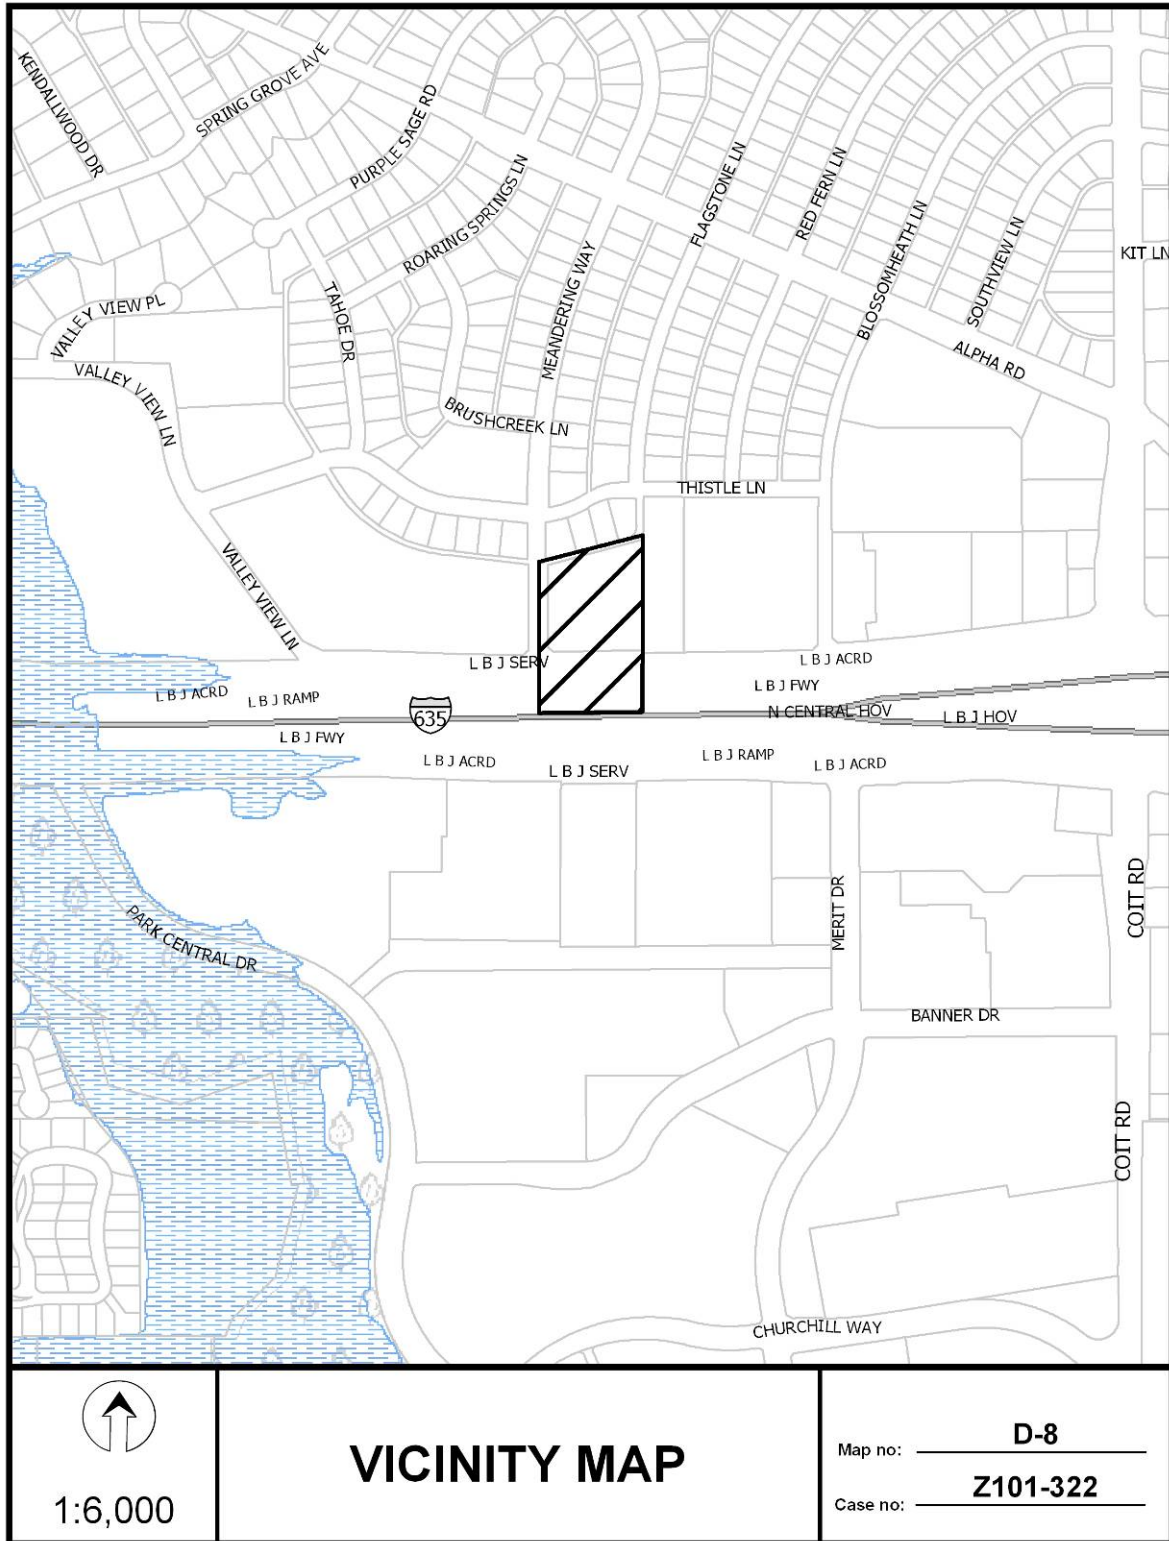 KENDALLWOOD DR
SPRING GROVE AVE
PURPLE SAGE RD
ROARING SPRINGS LN
FLAGSTONE LN
RED FERN LN
BLOSSOMHEATH LN
SOUTHVIEW LN
KIT LN
MEANDERING WAY
TAHOE DR
VALLEY VIEW PL
VALLEY VIEW LN
ALPHA RD
BRUSHCREEK LN
THISTLE LN
VALLEY VIEW LN
L B J SERV
L B J ACRD
L B J ACRD
L B J RAMP
L B J FWY
635
N CENTRAL HOV
L B J HOV
L B J FWY
L B J ACRD
L B J SERV
L B J RAMP
L B J ACRD
MERIT DR
COIT RD
PARK CENTRAL DR
BANNER DR
COIT RD
CHURCHILL WAY
1:6,000
VICINITY MAP
Map no: D-8
Case no: Z101-322